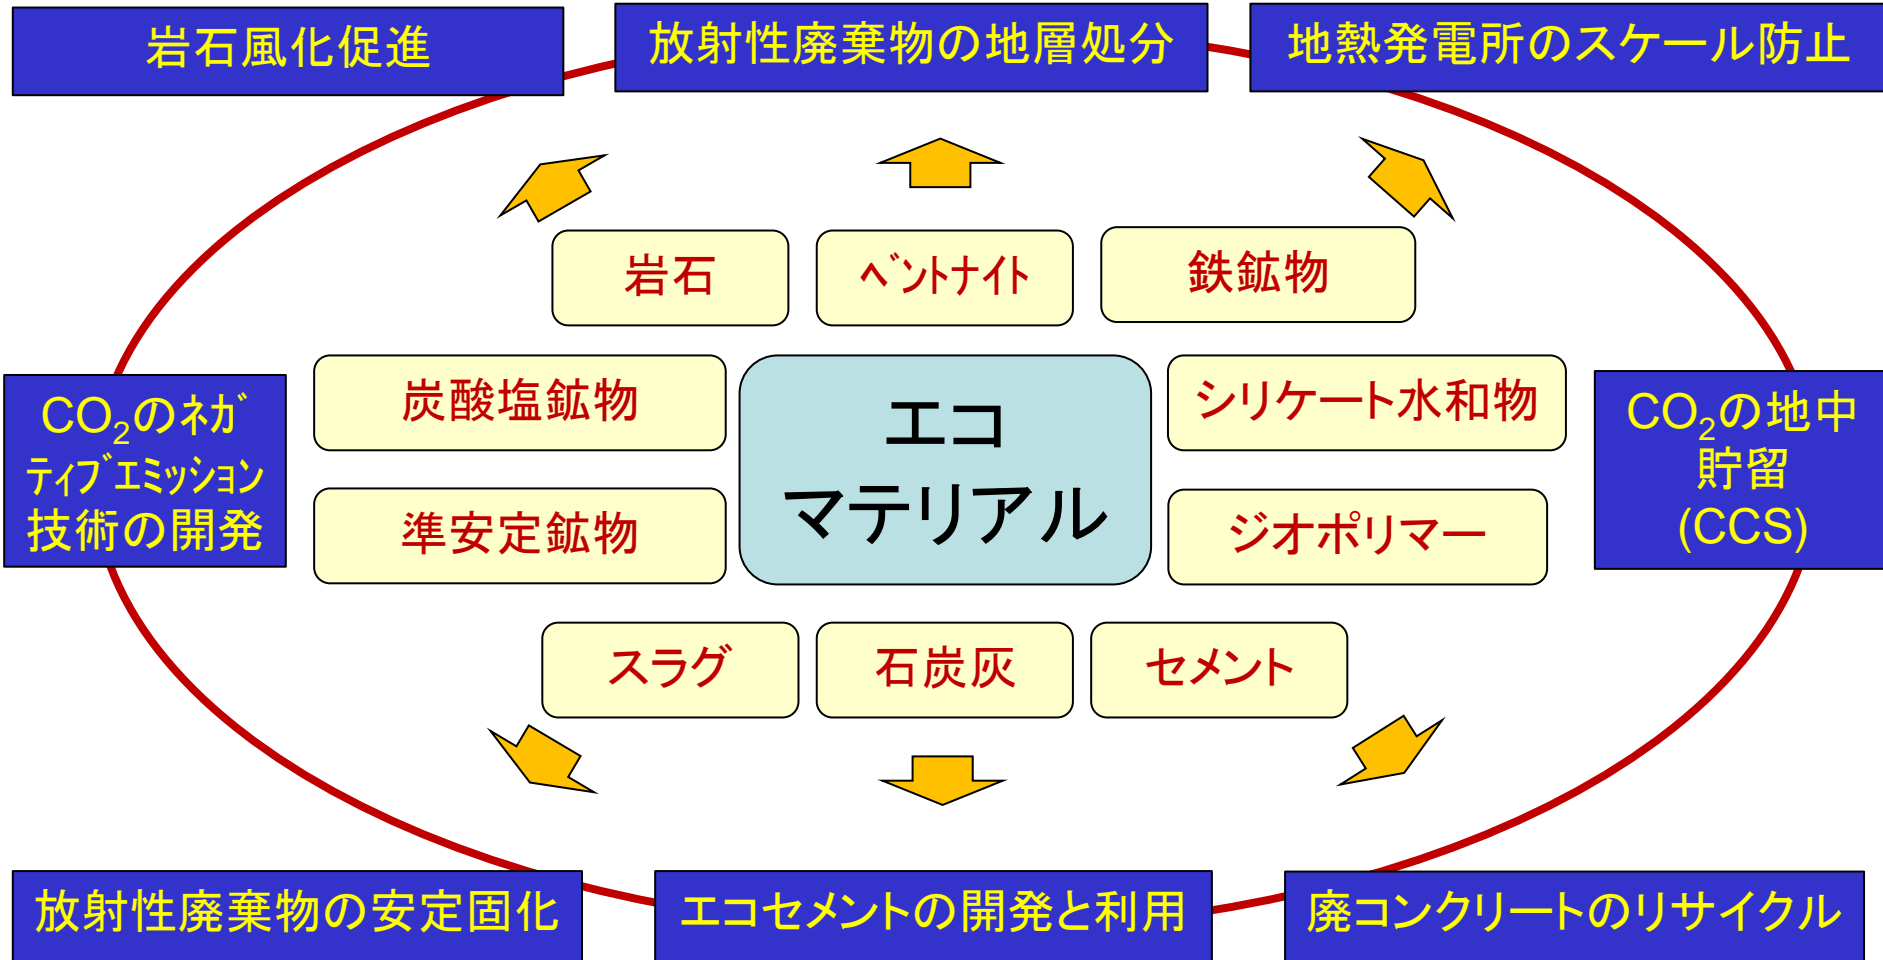 岩石風化促進
放射性廃棄物の地層処分
地熱発電所のスケール防止
岩石
ﾍﾞﾝﾄﾅｲﾄ
鉄鉱物
炭酸塩鉱物
シリケート水和物
エコ
マテリアル
CO₂のﾈｶﾞ
ﾃｨﾌﾞｴﾐｯｼｮﾝ
技術の開発
CO₂の地中
貯留
(CCS)
準安定鉱物
ジオポリマー
スラグ
石炭灰
セメント
放射性廃棄物の安定固化
エコセメントの開発と利用
廃コンクリートのリサイクル